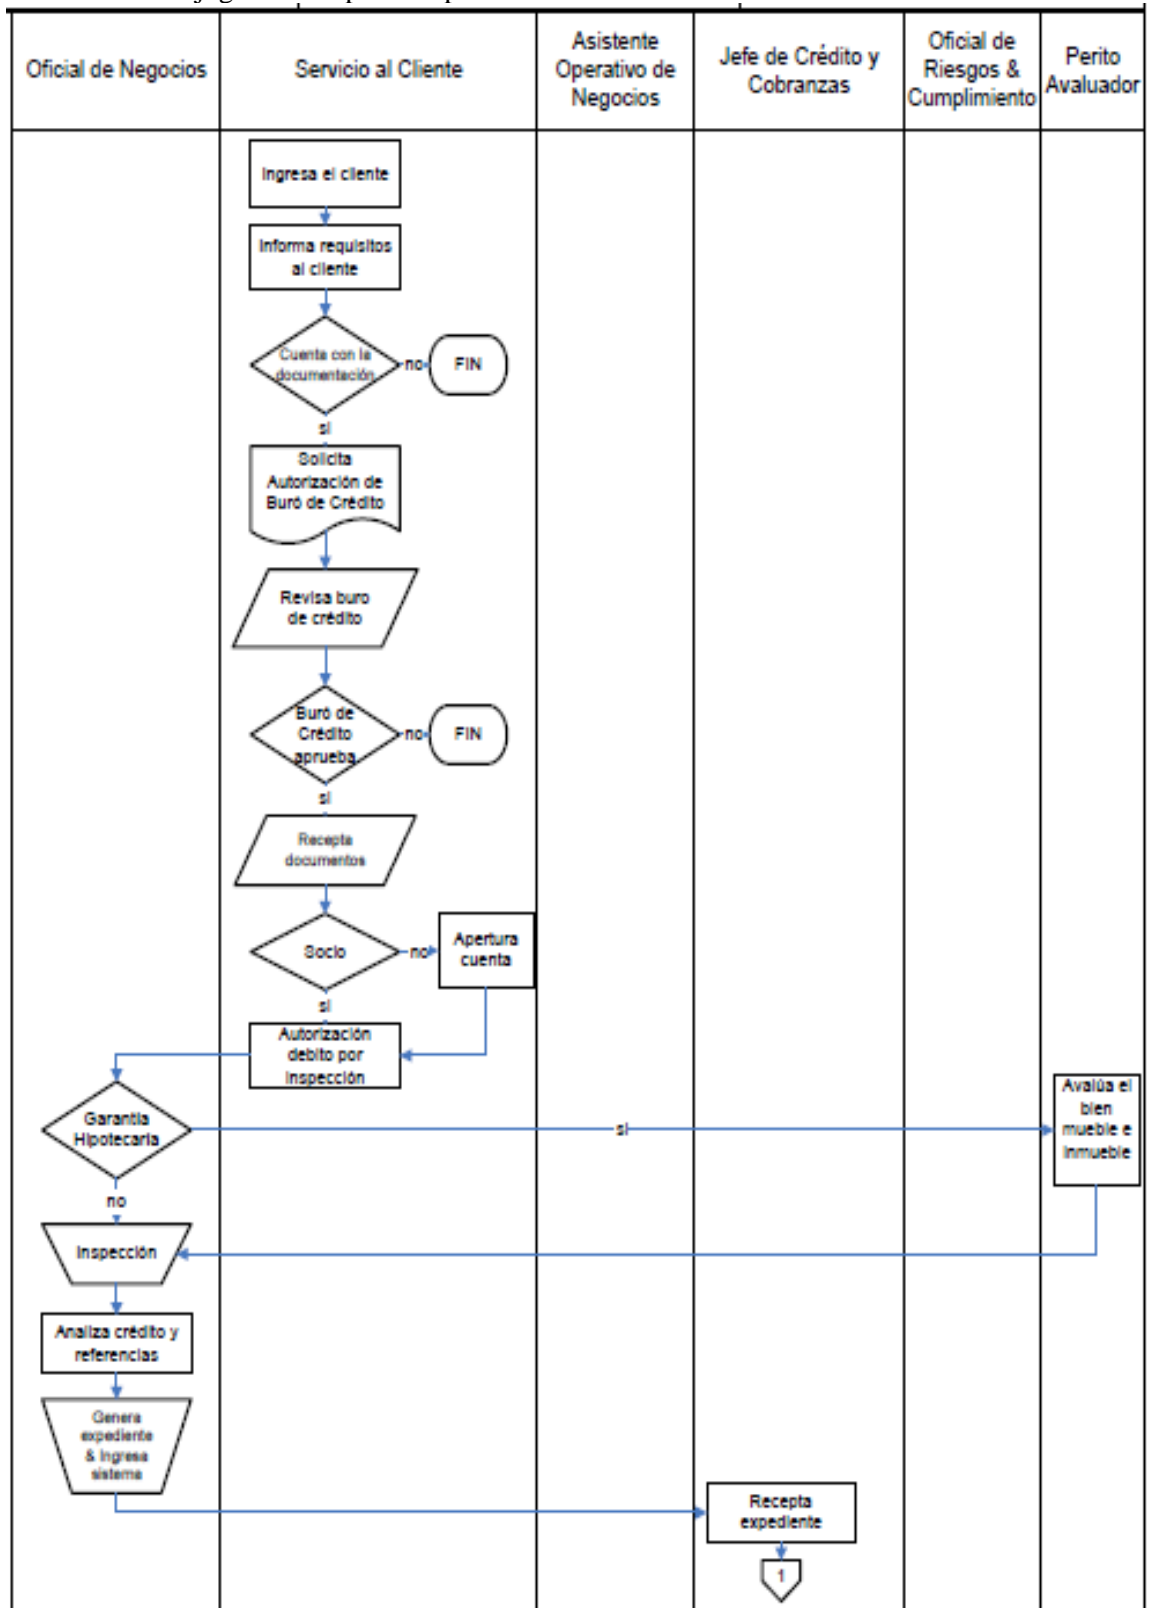 Oficial de Negocios
Servicio al Cliente
Asistente
Operativo de
Negocios
Jefe de Crédito y
Cobranzas
Oficial de
Riesgos &
Cumplimiento
Perito
Avaluador
Ingresa el cliente
Informa requisitos
al cliente
Cuenta con la
documentación
no
FIN
si
Solicita
Autorización de
Buró de Crédito
Revisa buro
de crédito
Buró de
Crédito
aprueba
no
FIN
si
Recepta
documentos
Socio
no
Apertura
cuenta
si
Autorización
debito por
Inspección
Garantía
Hipotecaria
si
Avalúa el
bien
mueble e
Inmueble
no
Inspección
Analiza crédito y
referencias
Genera
expediente
& Ingresa
sistema
Recepta
expediente
1